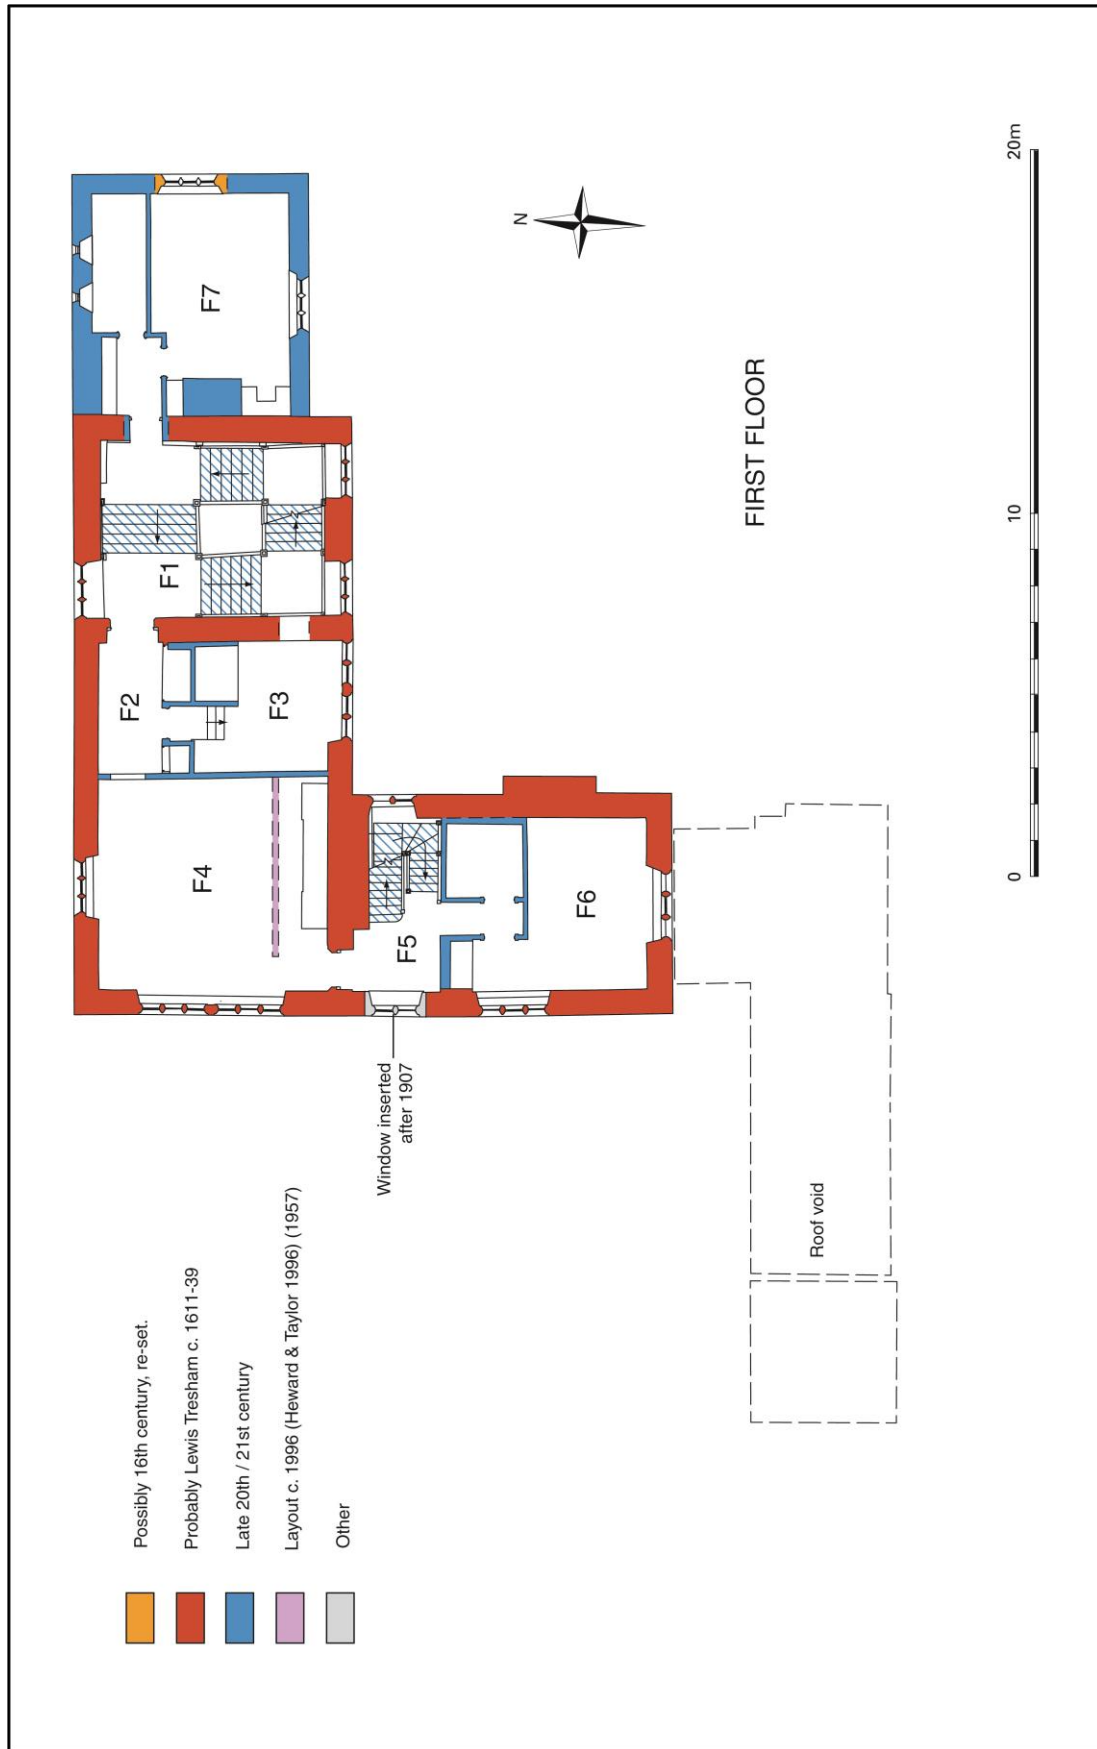 Possibly 16th century, re-set.
Probably Lewis Tresham c. 1611-39
Late 20th / 21st century
Layout c. 1996 (Heward & Taylor 1996) (1957)
Other
F1
F2
F3
F4
F5
F6
F7
Window inserted
after 1907
Roof void
N
FIRST FLOOR
0
10
20m